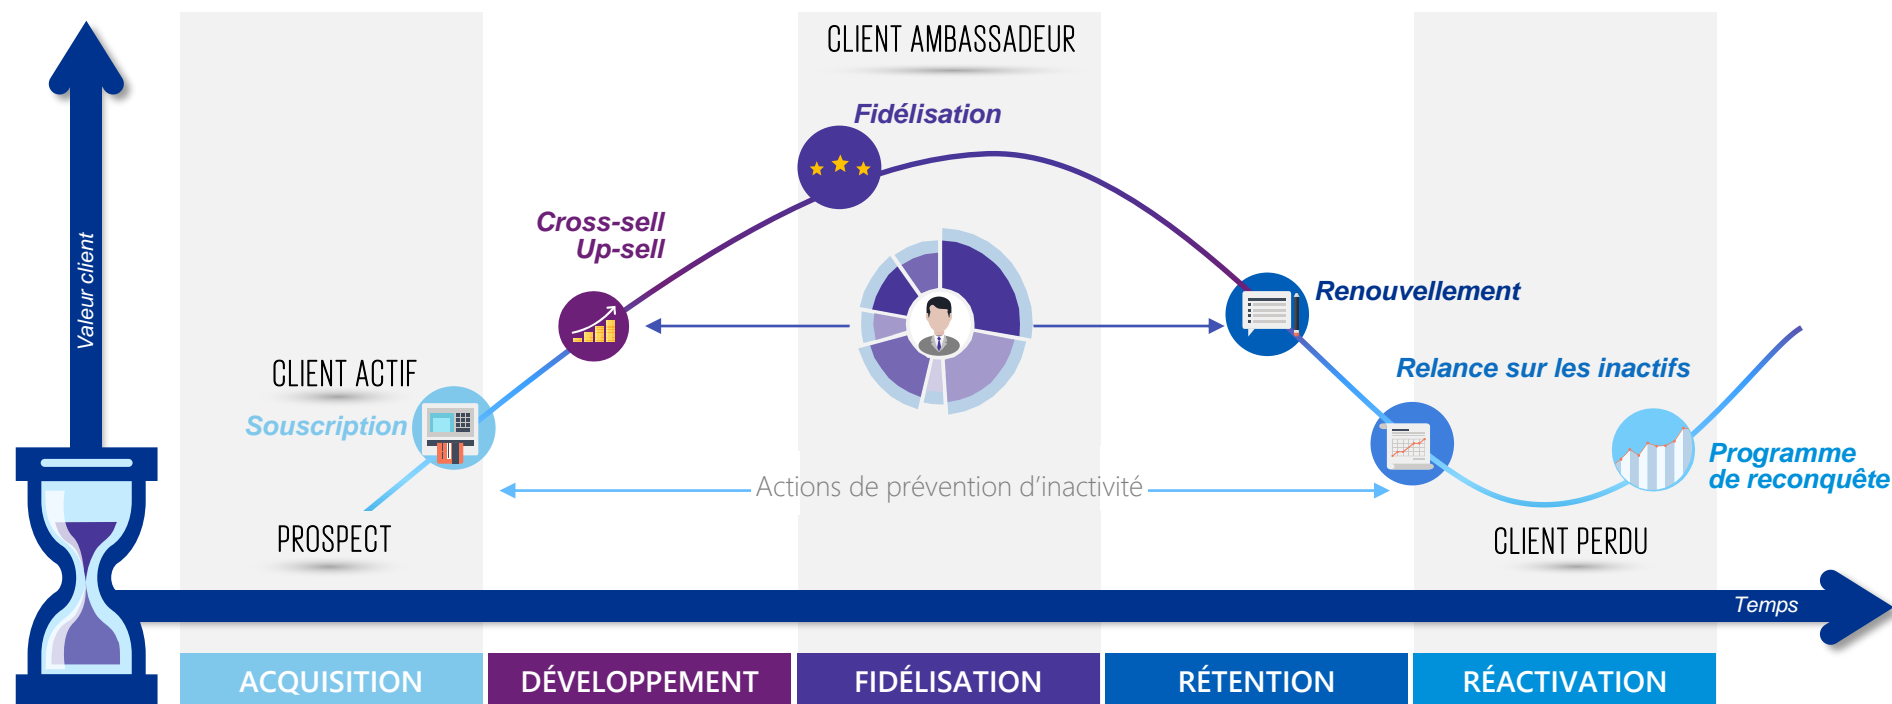 CLIENT AMBASSADEUR
Fidélisation
Cross-sell
Up-sell
Valeur client
Renouvellement
CLIENT ACTIF
Relance sur les inactifs
Souscription
Programme
de reconquête
Actions de prévention d’inactivité
PROSPECT
CLIENT PERDU
Temps
ACQUISITION
DÉVELOPPEMENT
FIDÉLISATION
RÉTENTION
RÉACTIVATION